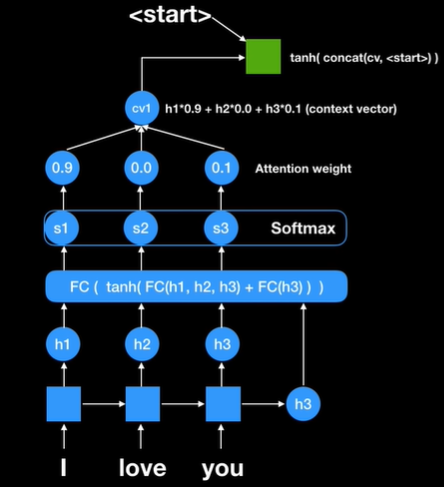 <start>
tanh( concat(cv, <start>) )
cv1 h1*0.9 + h2*0.0 + h3*0.1 (context vector)
0.9 0.0 0.1 Attention weight
s1 s2 s3 Softmax
FC ( tanh( FC(h1, h2, h3) + FC(h3) ) )
h1 h2 h3
h3
I love you